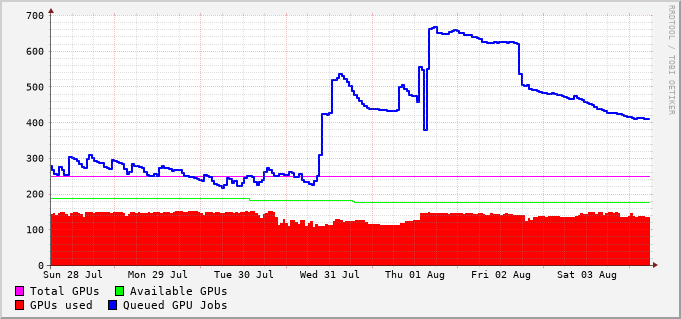 700
600
500
400
300
200
100
0
Sun 28 Jul Mon 29 Jul Tue 30 Jul Wed 31 Jul Thu 01 Aug Fri 02 Aug Sat 03 Aug
Total GPUs Available GPUs
GPUs used Queued GPU Jobs
RRDTOOL / TOBI OETIKER